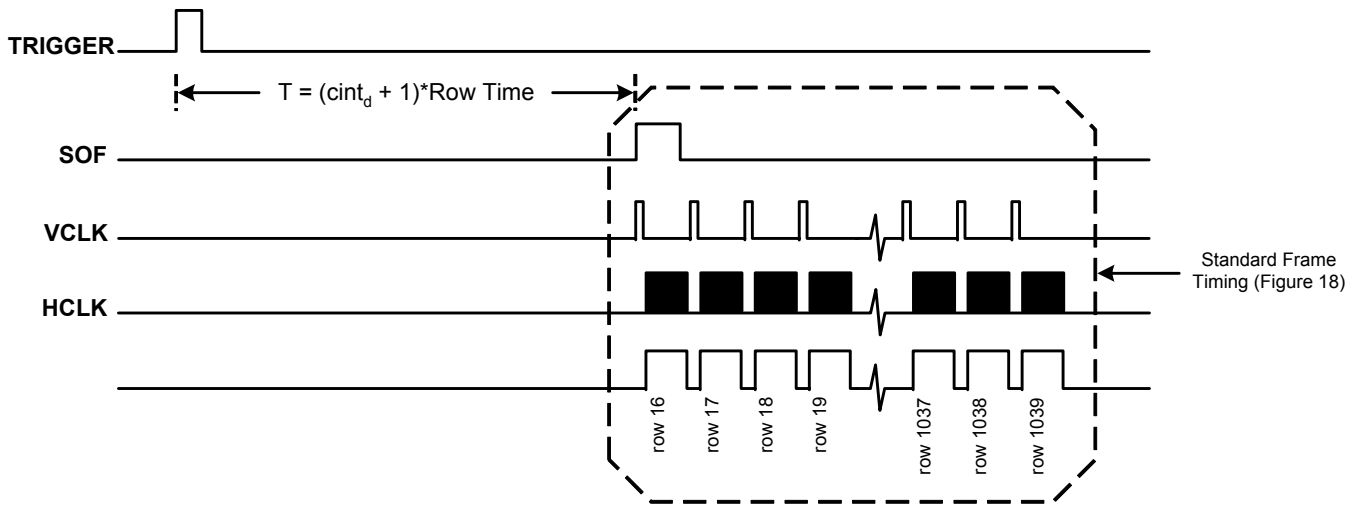 TRIGGER
T = (cint_d + 1)*Row Time
SOF
VCLK
Standard Frame
Timing (Figure 18)
HCLK
row 16
row 17
row 18
row 19
row 1037
row 1038
row 1039